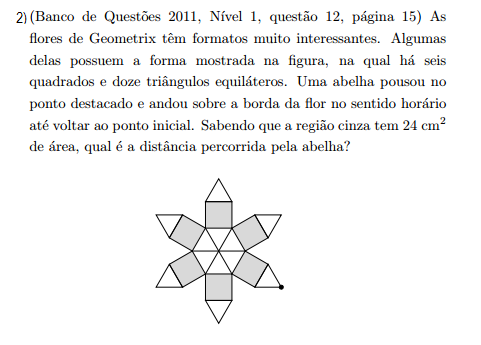 2) (Banco de Questões 2011, Nível 1, questão 12, página 15) As
flores de Geometrix têm formatos muito interessantes. Algumas
delas possuem a forma mostrada na figura, na qual há seis
quadrados e doze triângulos equiláteros. Uma abelha pousou no
ponto destacado e andou sobre a borda da flor no sentido horário
até voltar ao ponto inicial. Sabendo que a região cinza tem 24 cm²
de área, qual é a distância percorrida pela abelha?